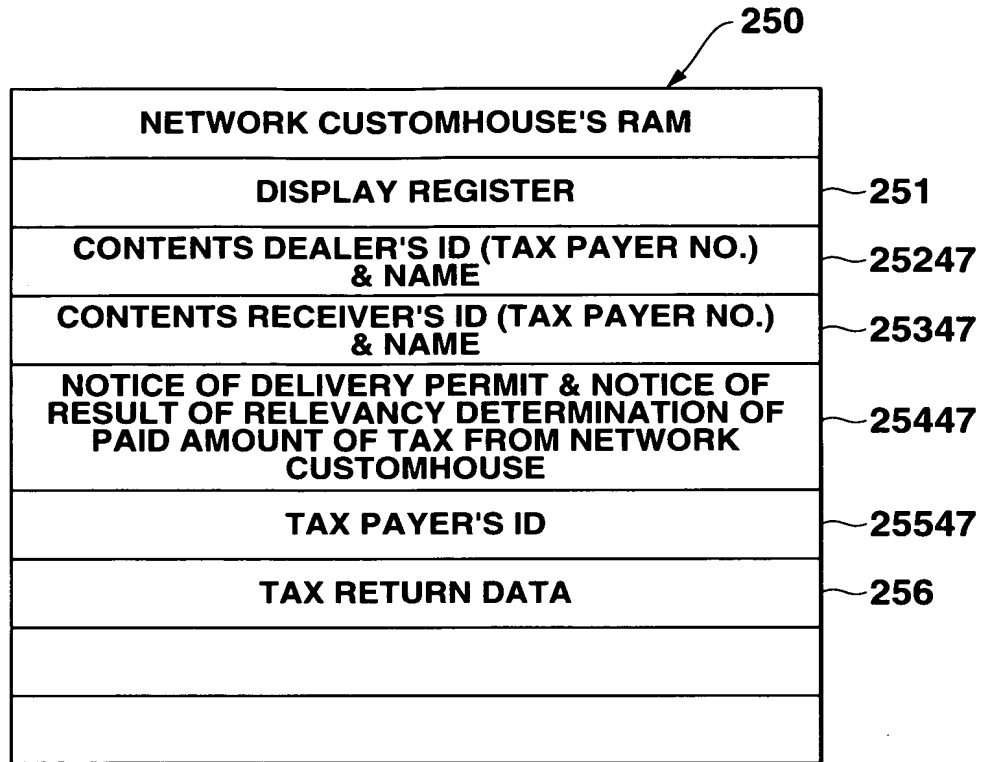 250
NETWORK CUSTOMHOUSE'S RAM
DISPLAY REGISTER
251
CONTENTS DEALER'S ID (TAX PAYER NO.)
& NAME
25247
CONTENTS RECEIVER'S ID (TAX PAYER NO.)
& NAME
25347
NOTICE OF DELIVERY PERMIT & NOTICE OF
RESULT OF RELEVANCY DETERMINATION OF
PAID AMOUNT OF TAX FROM NETWORK
CUSTOMHOUSE
25447
TAX PAYER'S ID
25547
TAX RETURN DATA
256